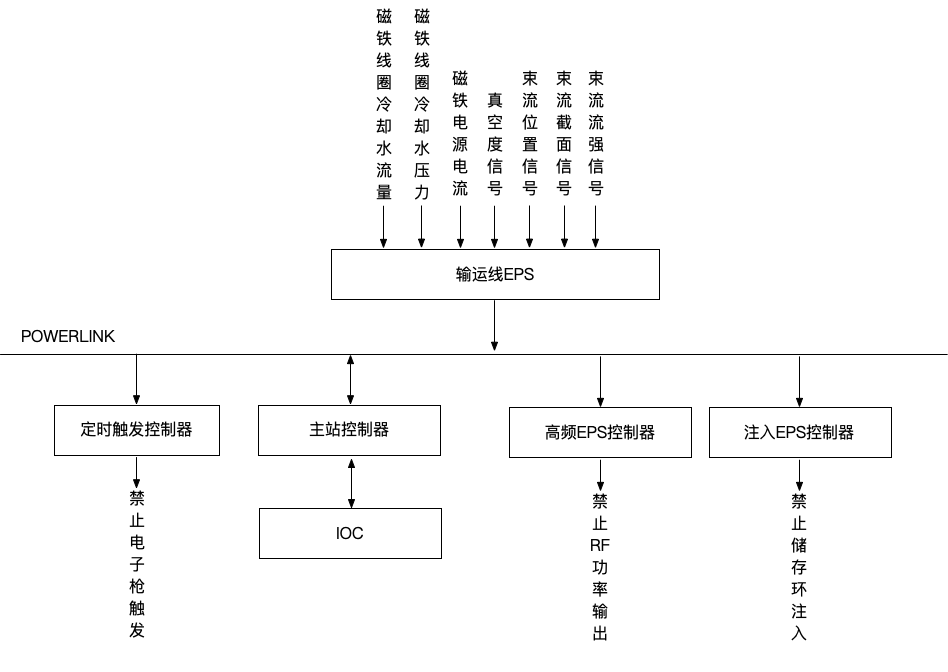 磁铁线圈冷却水流量
磁铁线圈冷却水压力
磁铁电源电流
真空度信号
束流位置信号
束流截面信号
束流流强信号
输运线EPS
POWERLINK
定时触发控制器
主站控制器
高频EPS控制器
注入EPS控制器
禁止电子枪触发
IOC
禁止RF功率输出
禁止储存环注入